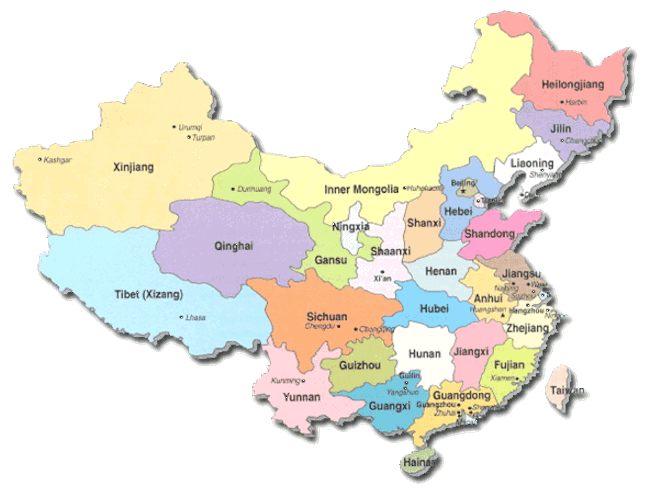 Heilongjiang
Harbin
Jilin
Liaoning
Shenyang
Urumqi
Turpan
Kashgar
Xinjiang
Dunhuang
Inner Mongolia
Huhehaote
Beijing
Hebei
Ningxia
Shanxi
Shandong
Qinghai
Gansu
Shaanxi
Xi'an
Henan
Jiangsu
Tibet (Xizang)
Lhasa
Sichuan
Chengdu
Chongqing
Hubei
Anhui
Huangshan
Nanjing
Hangzhou
Zhejiang
Hunan
Jiangxi
Guizhou
Fujian
Xiamen
Kunming
Yunnan
Guilin
Yangshuo
Guangxi
Guangdong
Guangzhou
Zhuhai
Taiwan
Hainan